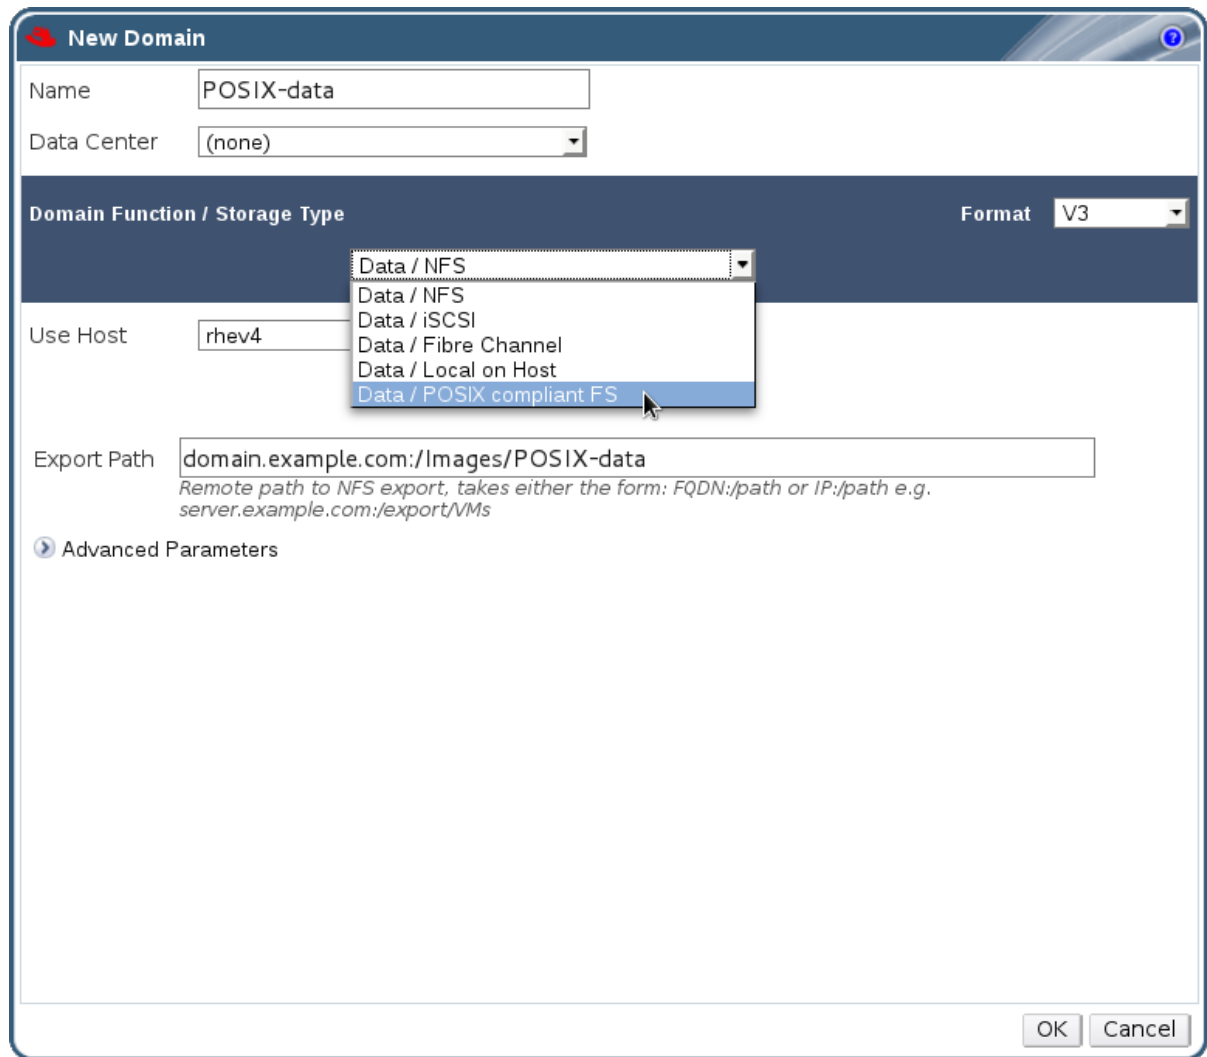 New Domain
?
Name POSIX-data
Data Center (none)
Domain Function / Storage Type Format V3
Data / NFS
Data / NFS
Data / iSCSI
Data / Fibre Channel
Data / Local on Host
Data / POSIX compliant FS
Use Host rhev4
Export Path domain.example.com:/Images/POSIX-data
Remote path to NFS export, takes either the form: FQDN:/path or IP:/path e.g.
server.example.com:/export/VMs
Advanced Parameters
OK Cancel